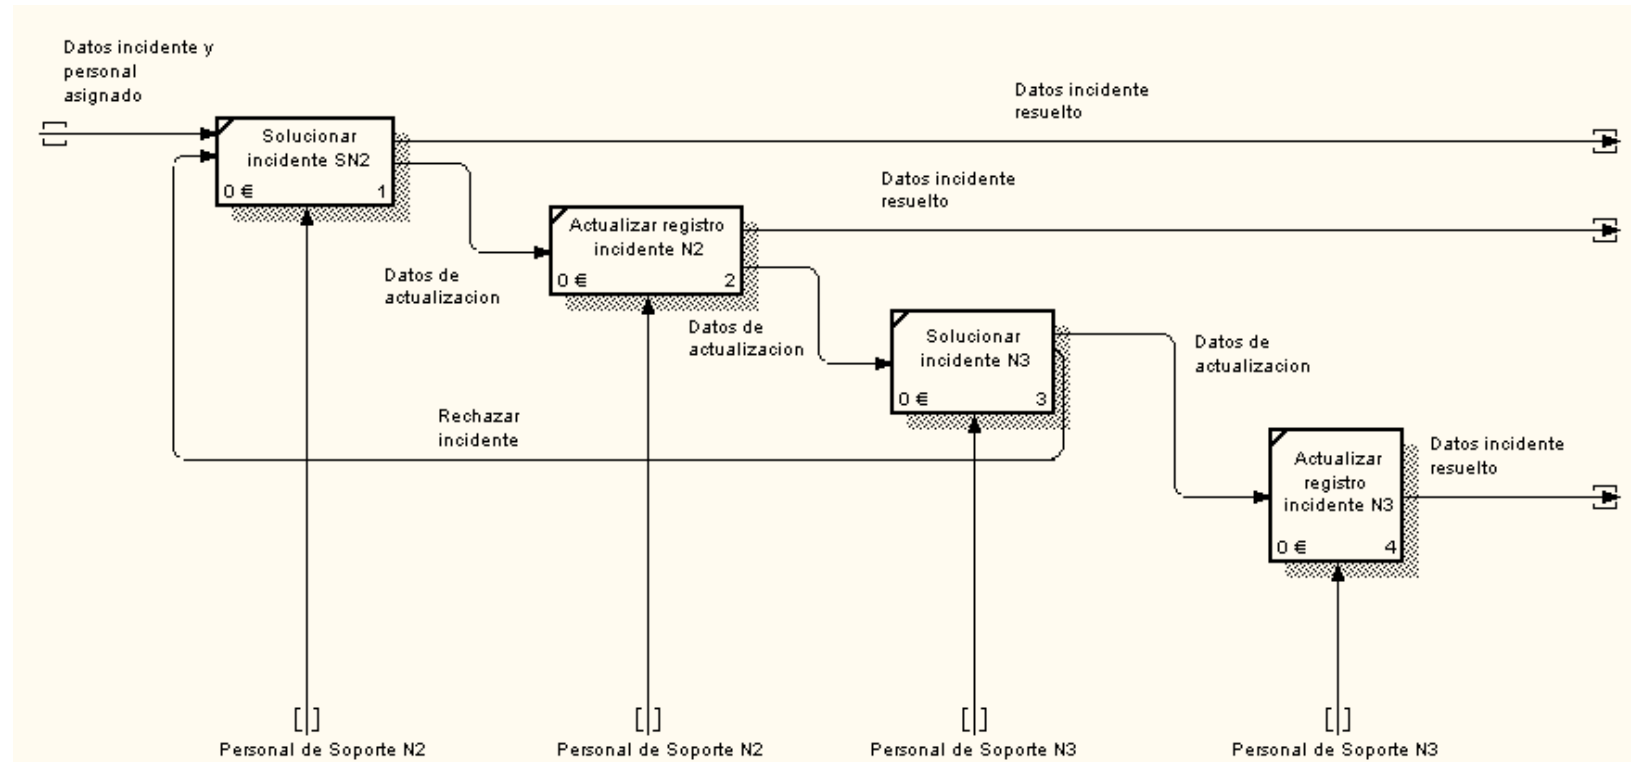 Datos incidente y
personal
asignado
Datos incidente
resuelto
Solucionar
incidente SN2
0 €
1
Datos incidente
resuelto
Actualizar registro
incidente N2
0 €
2
Datos de
actualizacion
Datos de
actualizacion
Solucionar
incidente N3
0 €
3
Datos de
actualizacion
Rechazar
incidente
Actualizar
registro
incidente N3
0 €
4
Datos incidente
resuelto
Personal de Soporte N2
Personal de Soporte N2
Personal de Soporte N3
Personal de Soporte N3